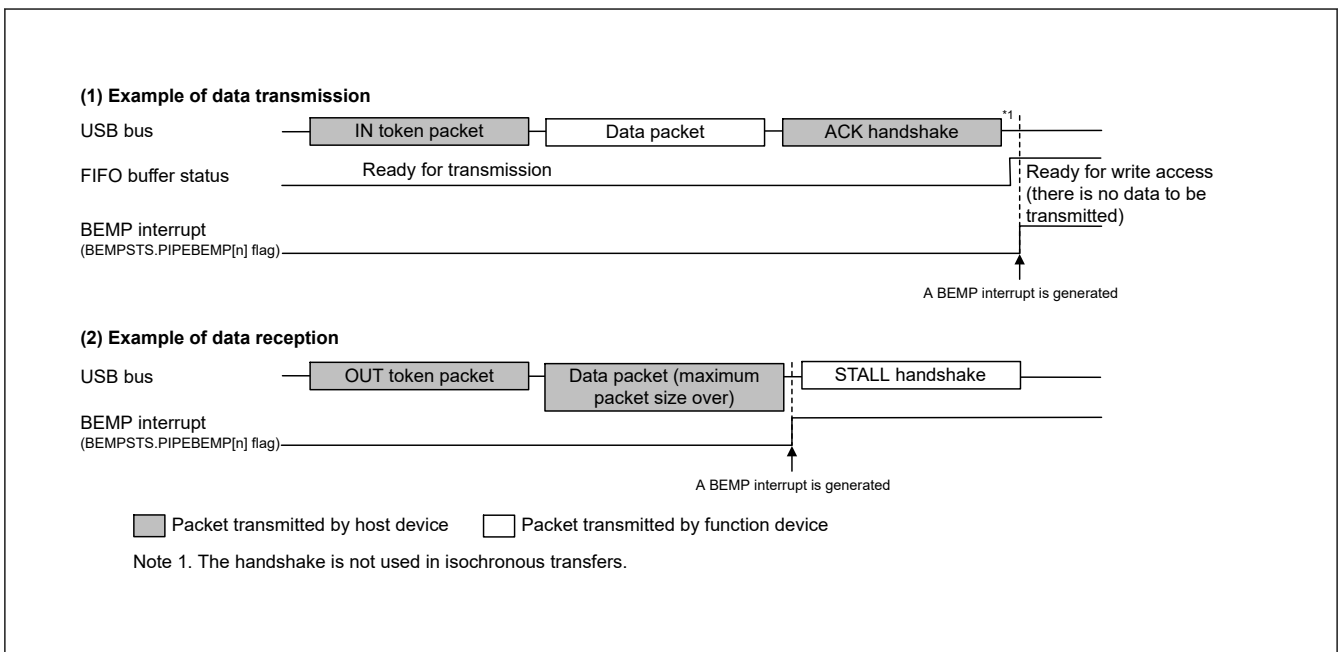 (1) Example of data transmission
USB bus
IN token packet
Data packet
ACK handshake
*1
FIFO buffer status
Ready for transmission
Ready for write access
(there is no data to be
transmitted)
BEMP interrupt
(BEMPSTS.PIPEBEMP[n] flag)
A BEMP interrupt is generated
(2) Example of data reception
USB bus
OUT token packet
Data packet (maximum
packet size over)
STALL handshake
BEMP interrupt
(BEMPSTS.PIPEBEMP[n] flag)
A BEMP interrupt is generated
Packet transmitted by host device
Packet transmitted by function device
Note 1. The handshake is not used in isochronous transfers.